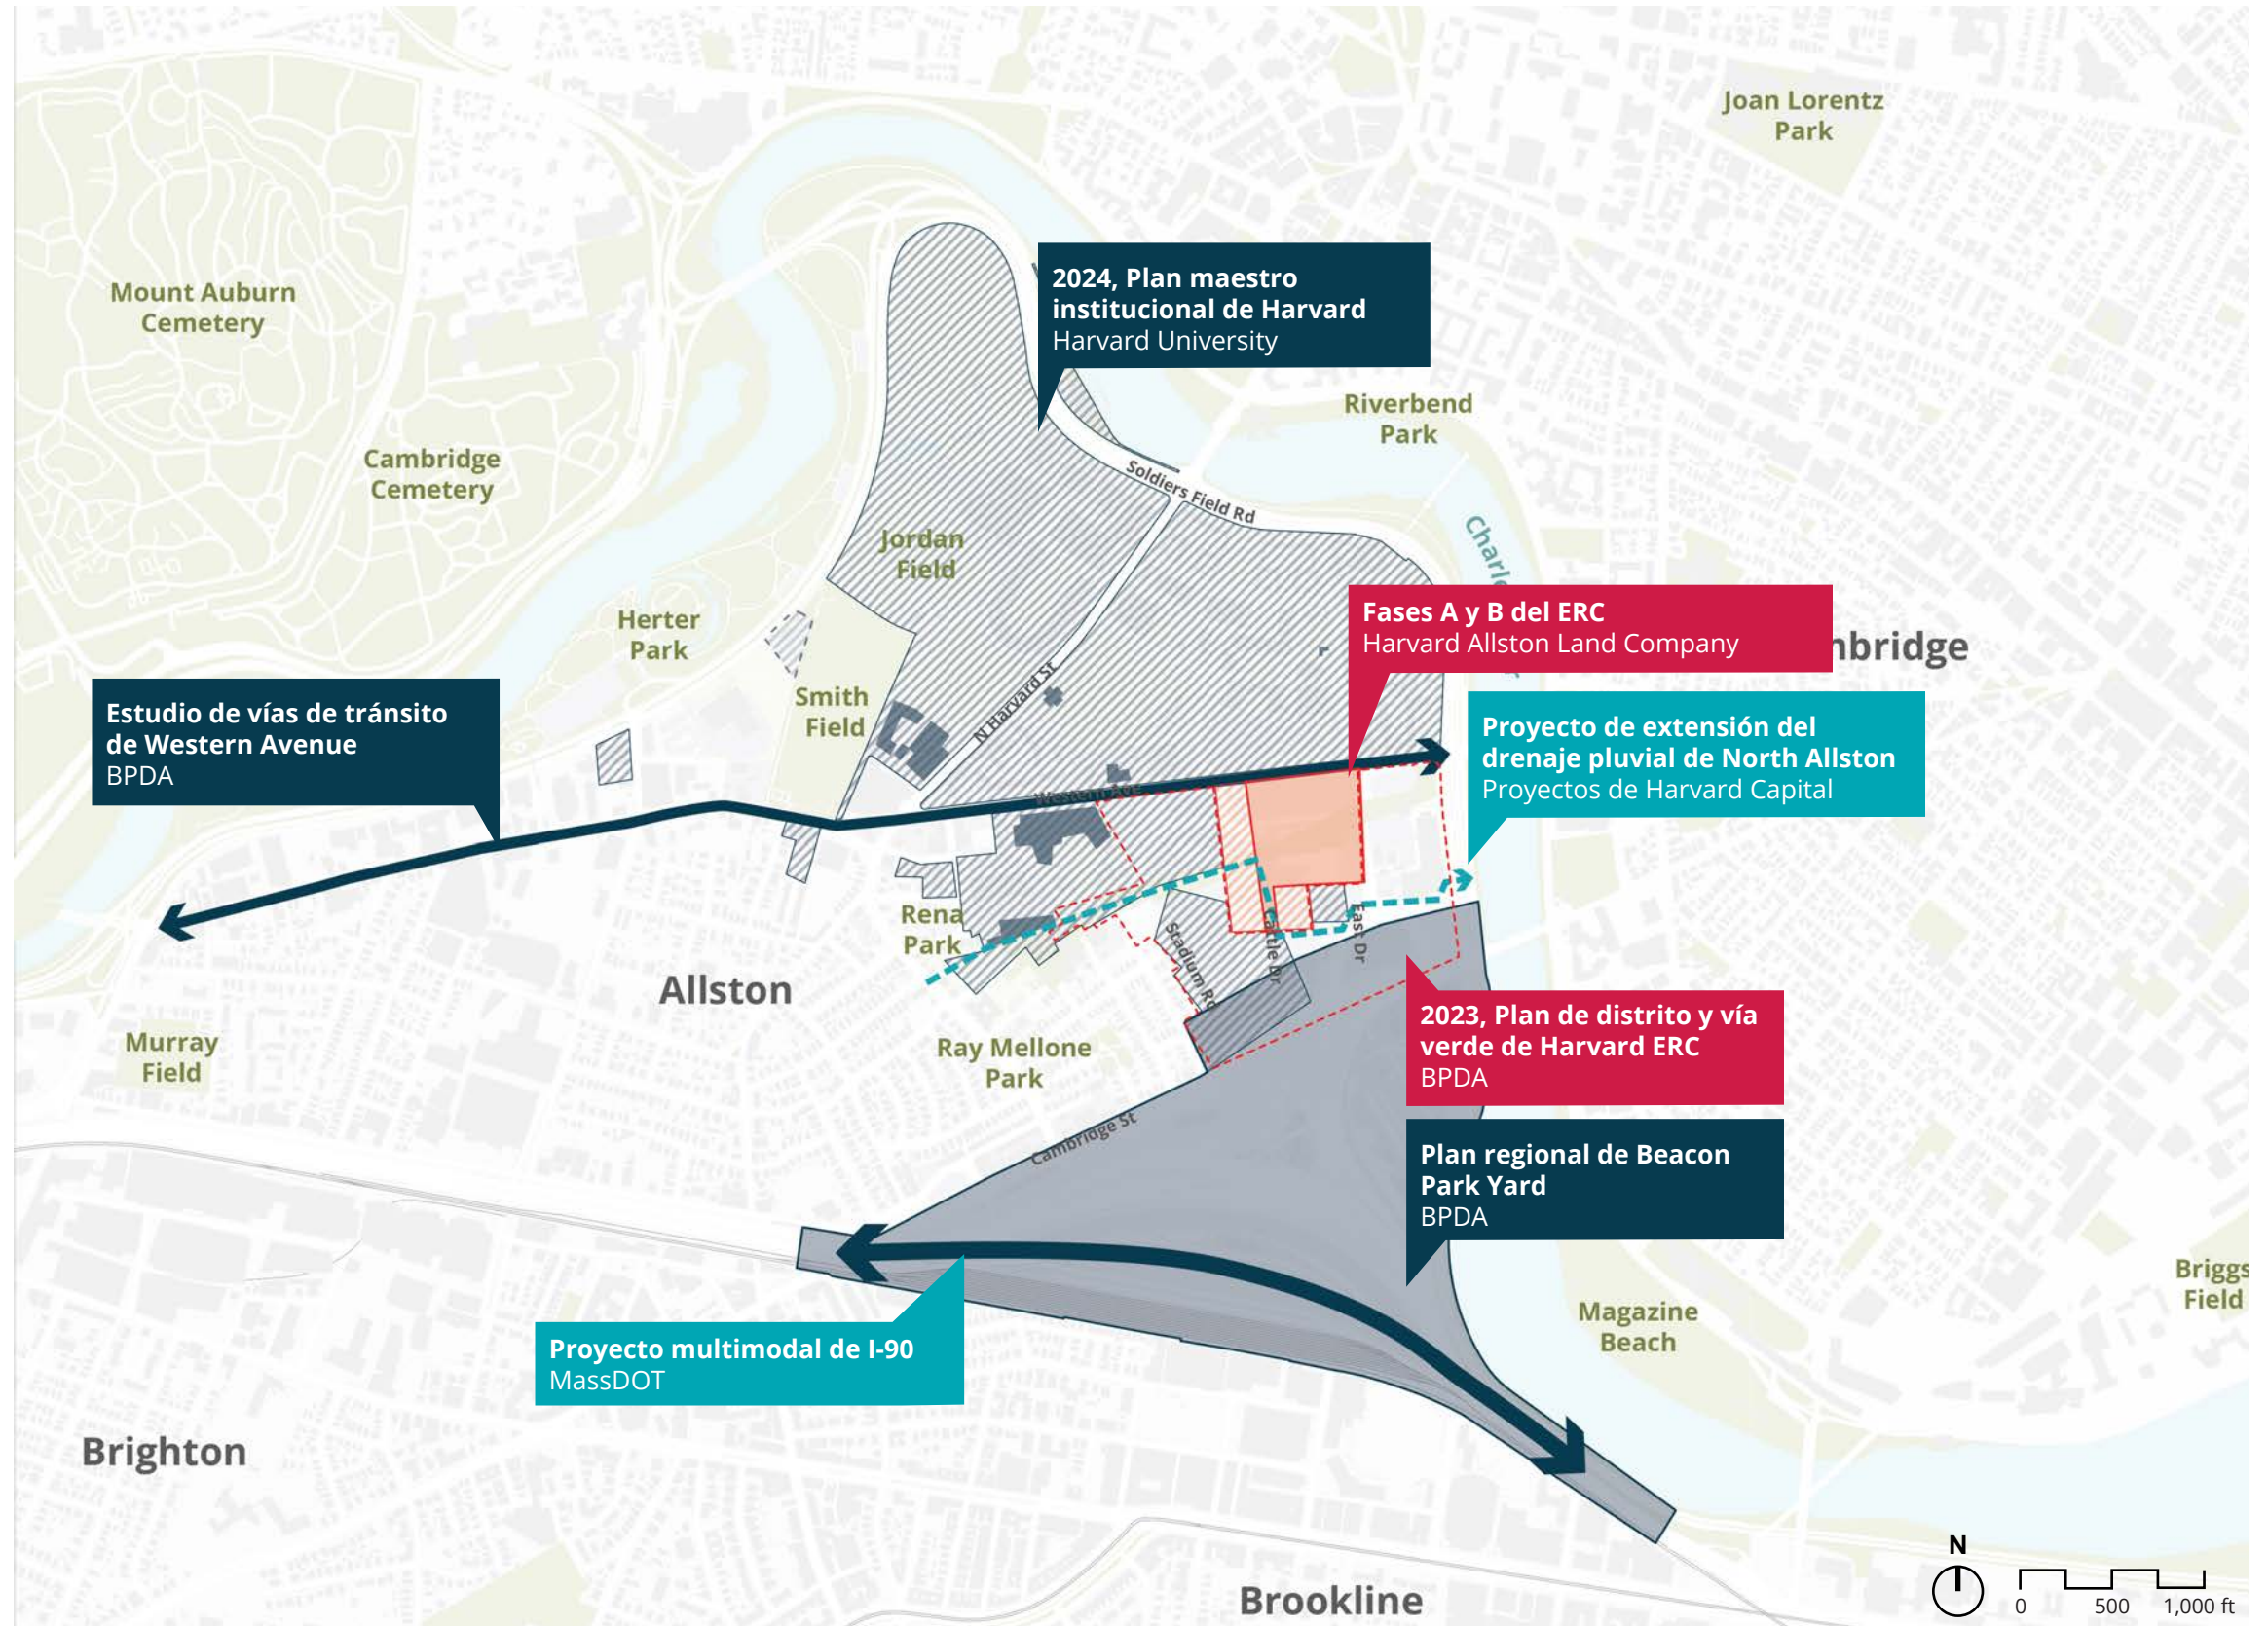 Joan Lorentz
Park
Mount Auburn
Cemetery
2024, Plan maestro
institucional de Harvard
Harvard University
Riverbend
Park
Cambridge
Cemetery
Soldiers Field Rd
Jordan
Field
Fases A y B del ERC
Harvard Allston Land Company
Herter
Park
N Harvard St
Smith
Field
Estudio de vías de tránsito
de Western Avenue
BPDA
Proyecto de extensión del
drenaje pluvial de North Allston
Proyectos de Harvard Capital
Western Ave
Rena
Park
Stadium Rd
East Dr
Allston
2023, Plan de distrito y vía
verde de Harvard ERC
BPDA
Murray
Field
Ray Mellone
Park
Cambridge St
Plan regional de Beacon
Park Yard
BPDA
Briggs
Field
Magazine
Beach
Proyecto multimodal de I-90
MassDOT
Brighton
Brookline
N
0 500 1,000 ft